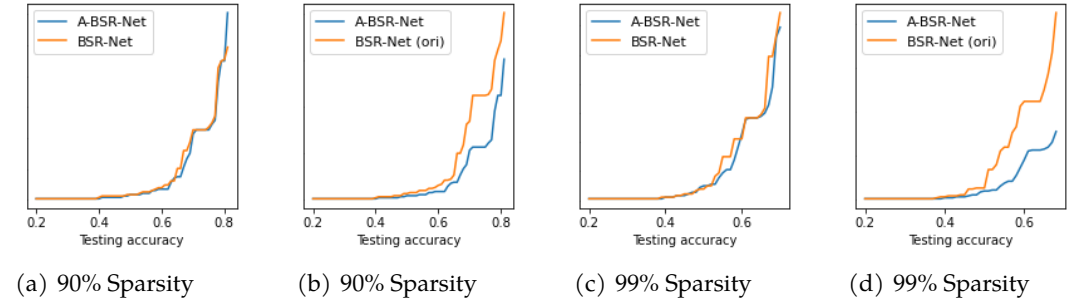 A-BSR-Net
BSR-Net
0.2 0.4 0.6 0.8
Testing accuracy
(a) 90% Sparsity
A-BSR-Net
BSR-Net (ori)
0.2 0.4 0.6 0.8
Testing accuracy
(b) 90% Sparsity
A-BSR-Net
BSR-Net
0.2 0.4 0.6
Testing accuracy
(c) 99% Sparsity
A-BSR-Net
BSR-Net (ori)
0.2 0.4 0.6
Testing accuracy
(d) 99% Sparsity